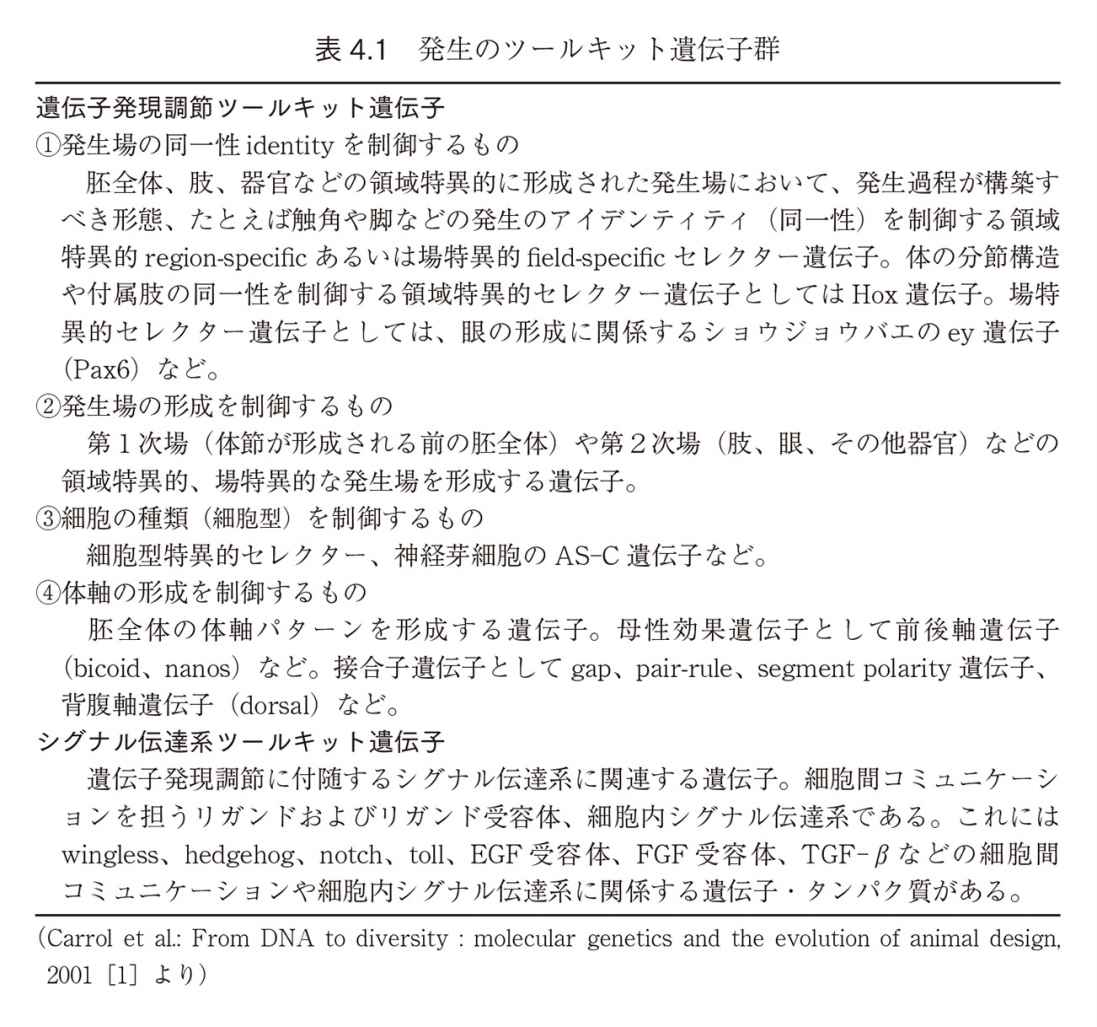 表 4.1　発生のツールキット遺伝子群
遺伝子発現調節ツールキット遺伝子
①発生場の同一性 identity を制御するもの
胚全体、肢、器官などの領域特異的に形成された発生場において、発生過程が構築す
べき形態、たとえば触角や脚などの発生のアイデンティティ（同一性）を制御する領域
特異的 region-specific あるいは場特異的 field-specific セレクター遺伝子。体の分節構造
や付属肢の同一性を制御する領域特異的セレクター遺伝子としては Hox 遺伝子。場特
異的セレクター遺伝子としては、眼の形成に関係するショウジョウバエの ey 遺伝子
（Pax6）など。
②発生場の形成を制御するもの
第１次場（体節が形成される前の胚全体）や第２次場（肢、眼、その他器官）などの
領域特異的、場特異的な発生場を形成する遺伝子。
③細胞の種類（細胞型）を制御するもの
細胞型特異的セレクター、神経芽細胞の AS-C 遺伝子など。
④体軸の形成を制御するもの
胚全体の体軸パターンを形成する遺伝子。母性効果遺伝子として前後軸遺伝子
（bicoid、nanos）など。接合子遺伝子として gap、pair-rule、segment polarity 遺伝子、
背腹軸遺伝子（dorsal）など。
シグナル伝達系ツールキット遺伝子
遺伝子発現調節に付随するシグナル伝達系に関連する遺伝子。細胞間コミュニケーシ
ョンを担うリガンドおよびリガンド受容体、細胞内シグナル伝達系である。これには
wingless、hedgehog、notch、toll、EGF 受容体、FGF 受容体、TGF-β などの細胞間
コミュニケーションや細胞内シグナル伝達系に関係する遺伝子・タンパク質がある。
（Carrol et al.: From DNA to diversity : molecular genetics and the evolution of animal design,
2001［1］より）